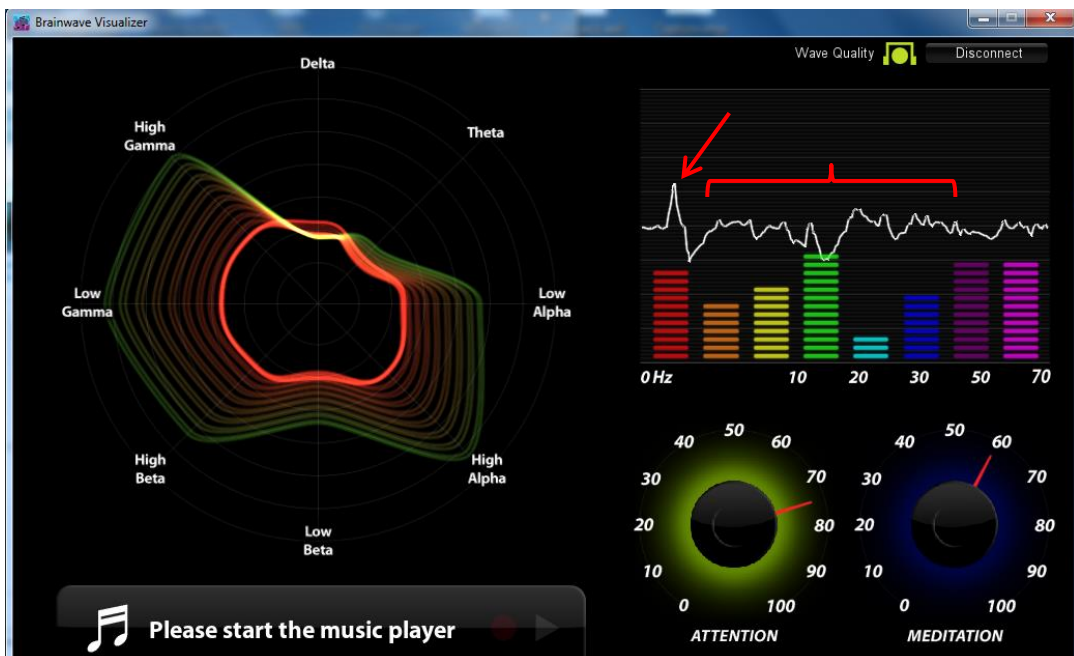 Brainwave Visualizer
Wave Quality
Disconnect
Delta
Theta
Low
Alpha
High
Alpha
Low
Beta
High
Beta
Low
Gamma
High
Gamma
0 Hz 10 20 30 50 70
0 10 20 30 40 50 60 70 80 90 100
ATTENTION
0 10 20 30 40 50 60 70 80 90 100
MEDITATION
Please start the music player